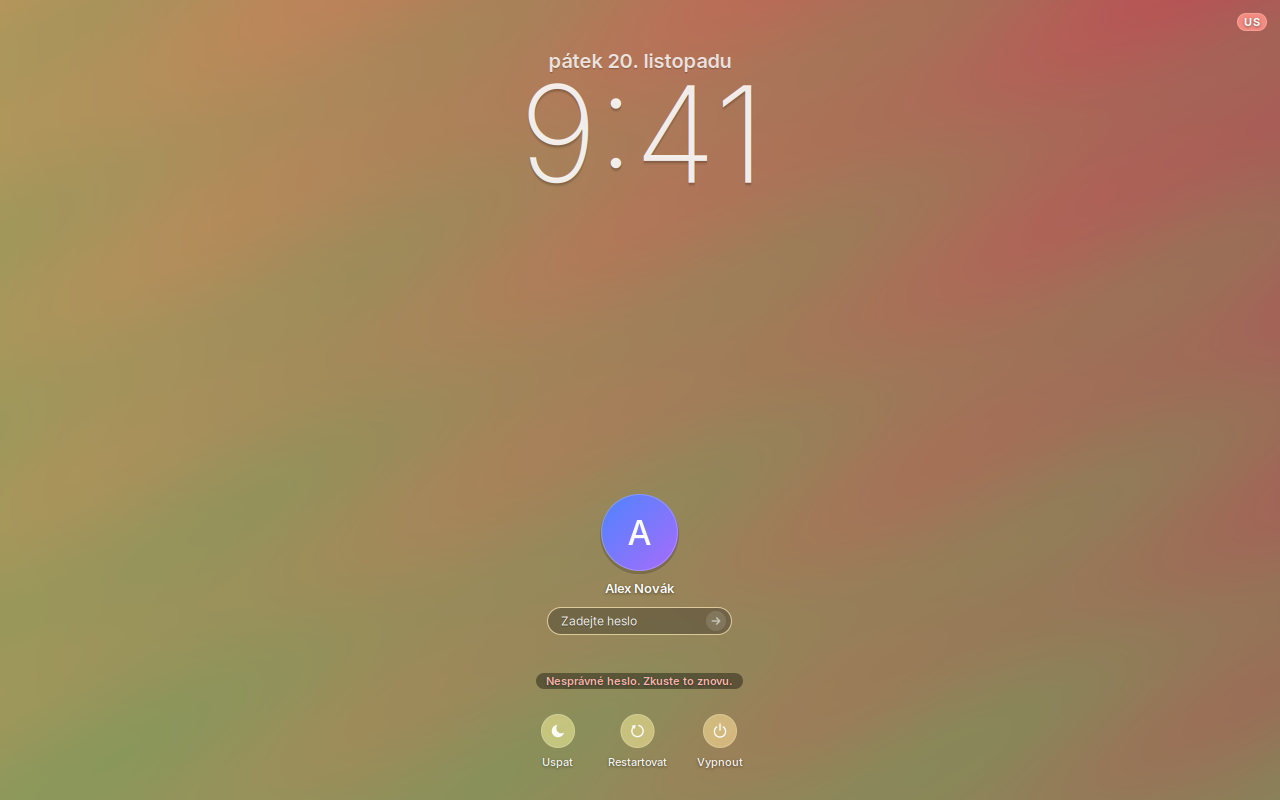 US
pátek 20. listopadu
9:41
A
Alex Novák
Zadejte heslo
Nesprávné heslo. Zkuste to znovu.
Uspat Restartovat Vypnout